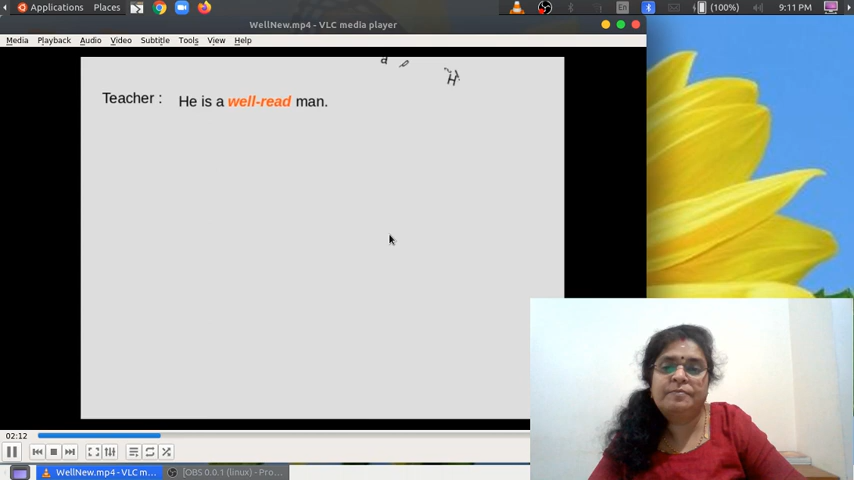 Applications Places En (100%) 9:11 PM
WellNew.mp4 - VLC media player
Media Playback Audio Video Subtitle Tools View Help
d
H
Teacher : He is a well-read man.
02:12
WellNew.mp4 - VLC m... [OBS 0.0.1 (linux) - Pro...